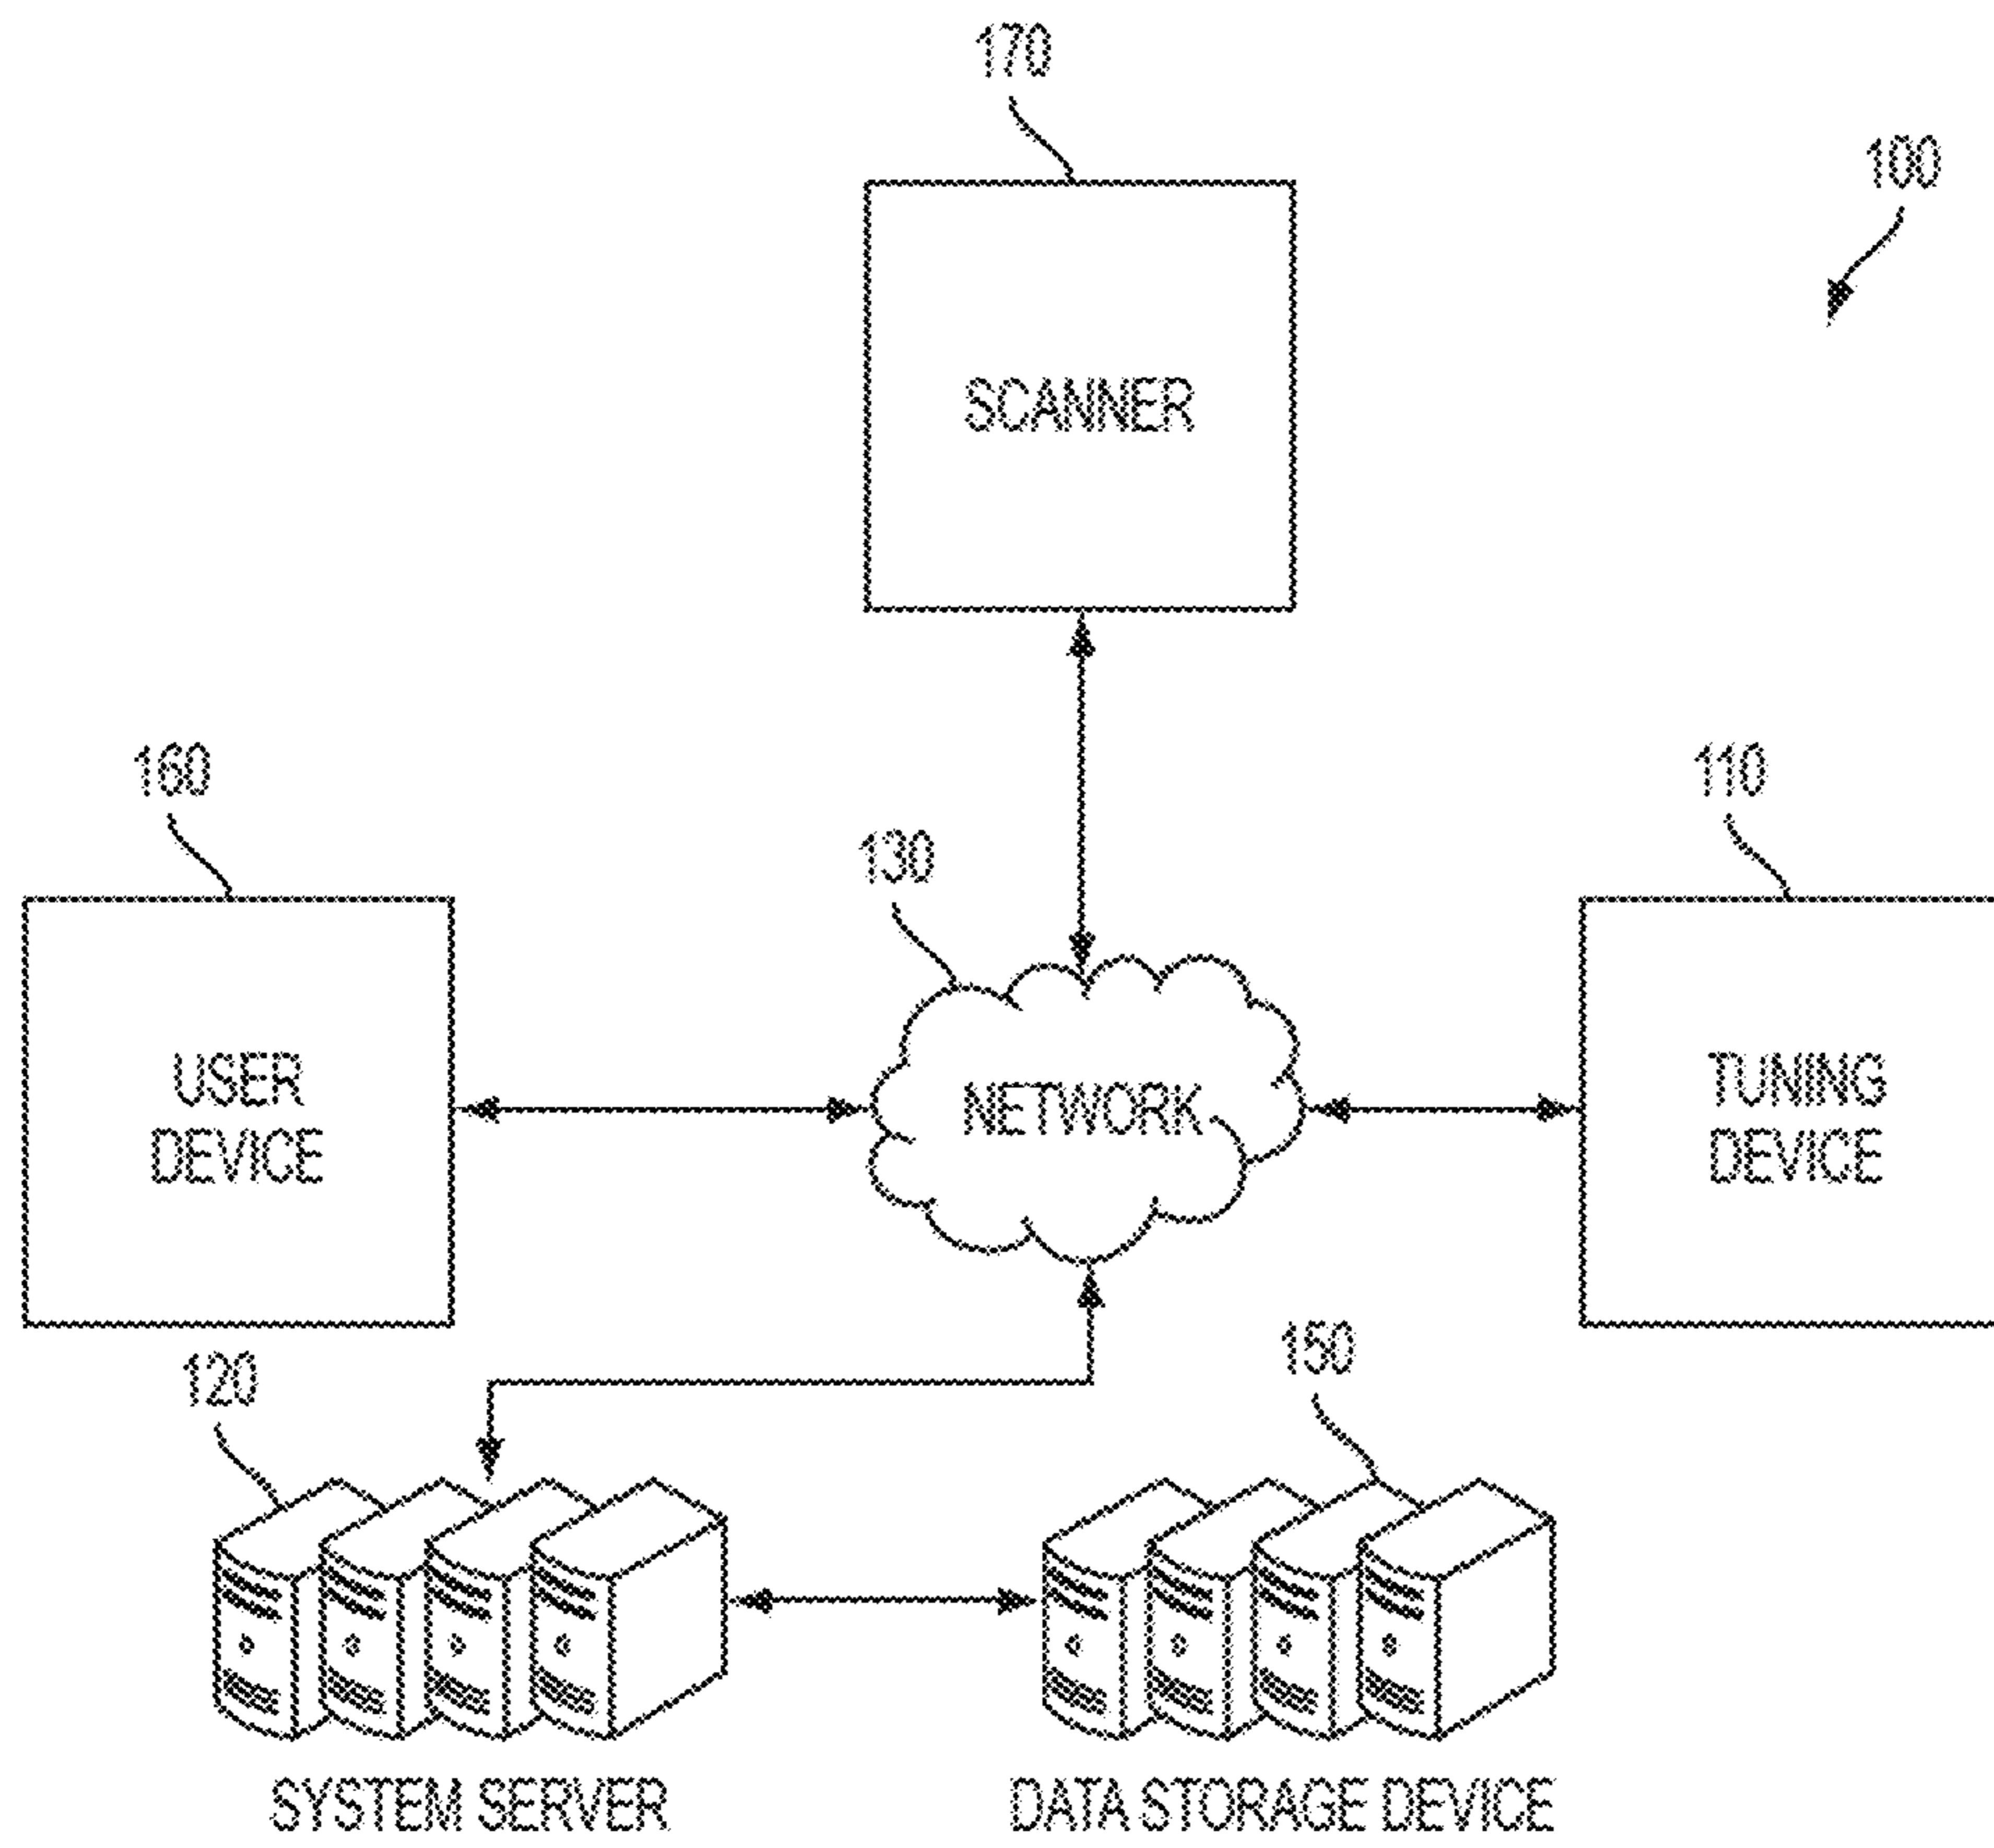 170
100
SCANNER
160
110
130
USER
DEVICE
NETWORK
TUNING
DEVICE
120
150
SYSTEM SERVER
DATA STORAGE DEVICE